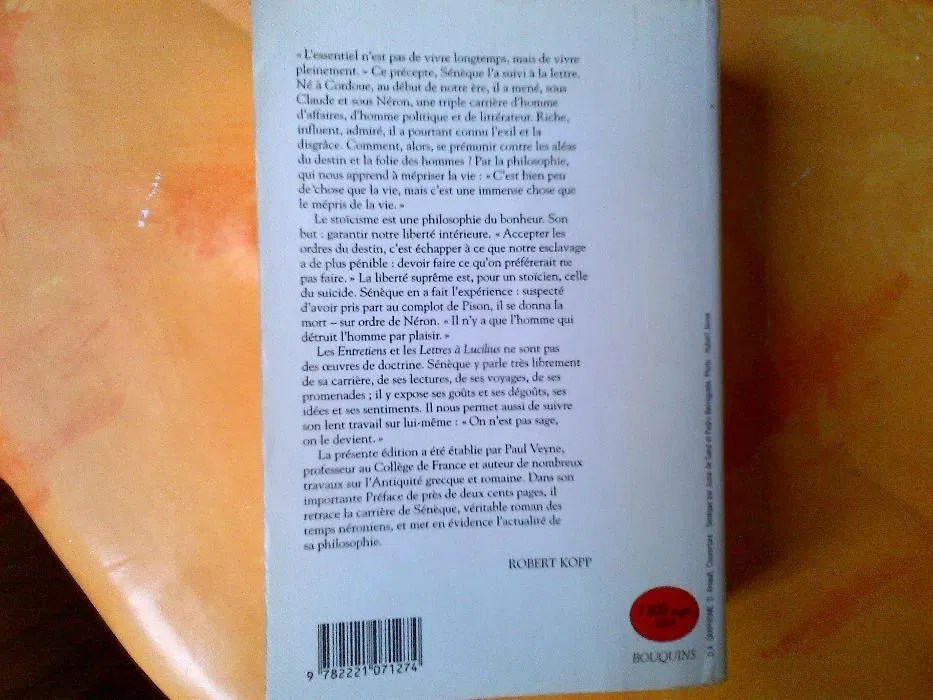 « L'essentiel n'est pas de vivre longtemps, mais de vivre
pleinement. » Ce précepte, Sénèque l'a suivi à la lettre.
Né à Cordoue, au début de notre ère, il a mené, sous
Claude et sous Néron, une triple carrière d'homme
d'affaires, d'homme politique et de littérateur. Riche,
influent, admiré, il a pourtant connu l'exil et la
disgrâce. Comment, alors, se prémunir contre les aléas
du destin et la folie des hommes ? Par la philosophie,
qui nous apprend à mépriser la vie : « C'est bien peu
de chose que la vie, mais c'est une immense chose que
le mépris de la vie. »
Le stoïcisme est une philosophie du bonheur. Son
but : garantir notre liberté intérieure. « Accepter les
ordres du destin, c'est échapper à ce que notre esclavage
a de plus pénible : devoir faire ce qu'on préférerait ne
pas faire. » La liberté suprême est, pour un stoïcien, celle
du suicide. Sénèque en a fait l'expérience : suspecté
d'avoir pris part au complot de Pison, il se donna la
mort – sur ordre de Néron. « Il n'y a que l'homme qui
détruit l'homme par plaisir. »
Les Entretiens et les Lettres à Lucilius ne sont pas
des œuvres de doctrine. Sénèque y parle très librement
de sa carrière, de ses lectures, de ses voyages, de ses
promenades ; il y expose ses goûts et ses dégoûts, ses
idées et ses sentiments. Il nous permet aussi de suivre
son lent travail sur lui-même : « On n'est pas sage,
on le devient. »
La présente édition a été établie par Paul Veyne,
professeur au Collège de France et auteur de nombreux
travaux sur l'Antiquité grecque et romaine. Dans son
importante Préface de près de deux cents pages, il
retrace la carrière de Sénèque, véritable roman des
temps néroniens, et met en évidence l'actualité de
sa philosophie.
ROBERT KOPP
9 782221 071274
BOUQUINS